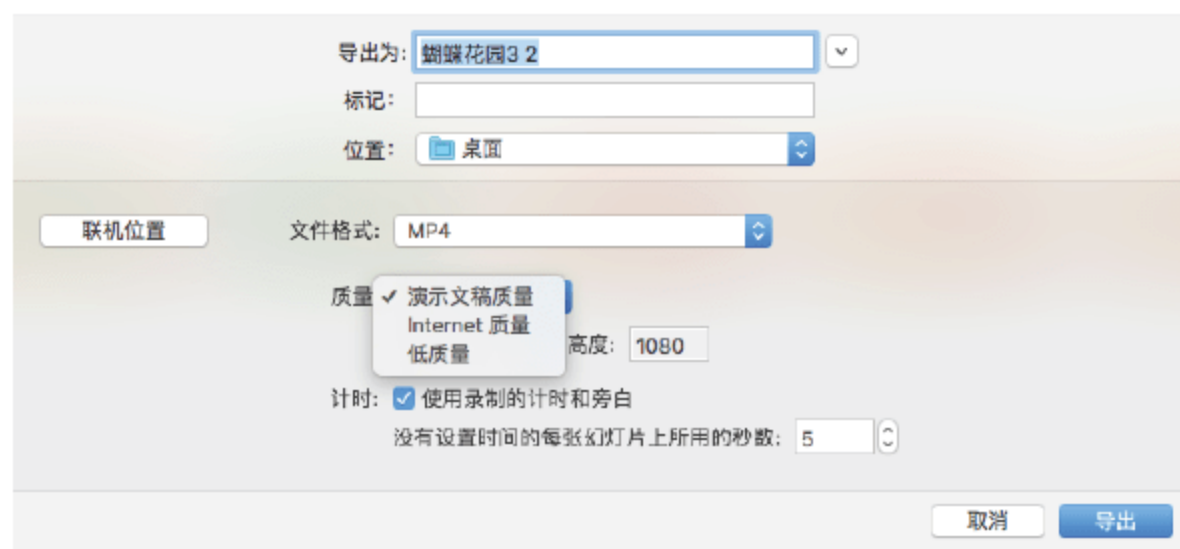 导出为: 蝴蝶花园3 2
标记:
位置: 桌面
联机位置 文件格式: MP4
质量 ✓ 演示文稿质量
Internet 质量
低质量
高度: 1080
计时: 使用录制的计时和旁白
没有设置时间的每张幻灯片上所用的秒数: 5
取消 导出